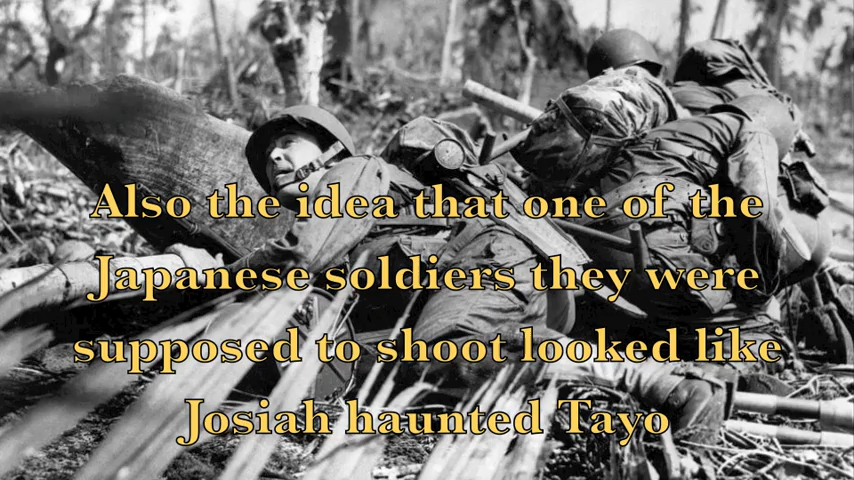 Also the idea that one of the
Japanese soldiers they were
supposed to shoot looked like
Josiah haunted Tayo